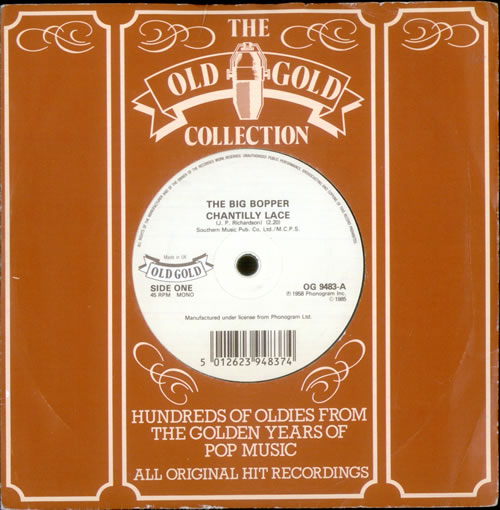 THE
OLD GOLD
COLLECTION
THE BIG BOPPER
CHANTILLY LACE
(J. P. Richardson) (2.20)
Southern Music Pub. Co. Ltd./M.C.P.S.
Made in UK
OLD GOLD
SIDE ONE
45 RPM MONO
OG 9483-A
℗ 1958 Phonogram Inc.
© 1985
Manufactured under license from Phonogram Ltd.
5 012623 948374
HUNDREDS OF OLDIES FROM
THE GOLDEN YEARS OF
POP MUSIC
ALL ORIGINAL HIT RECORDINGS